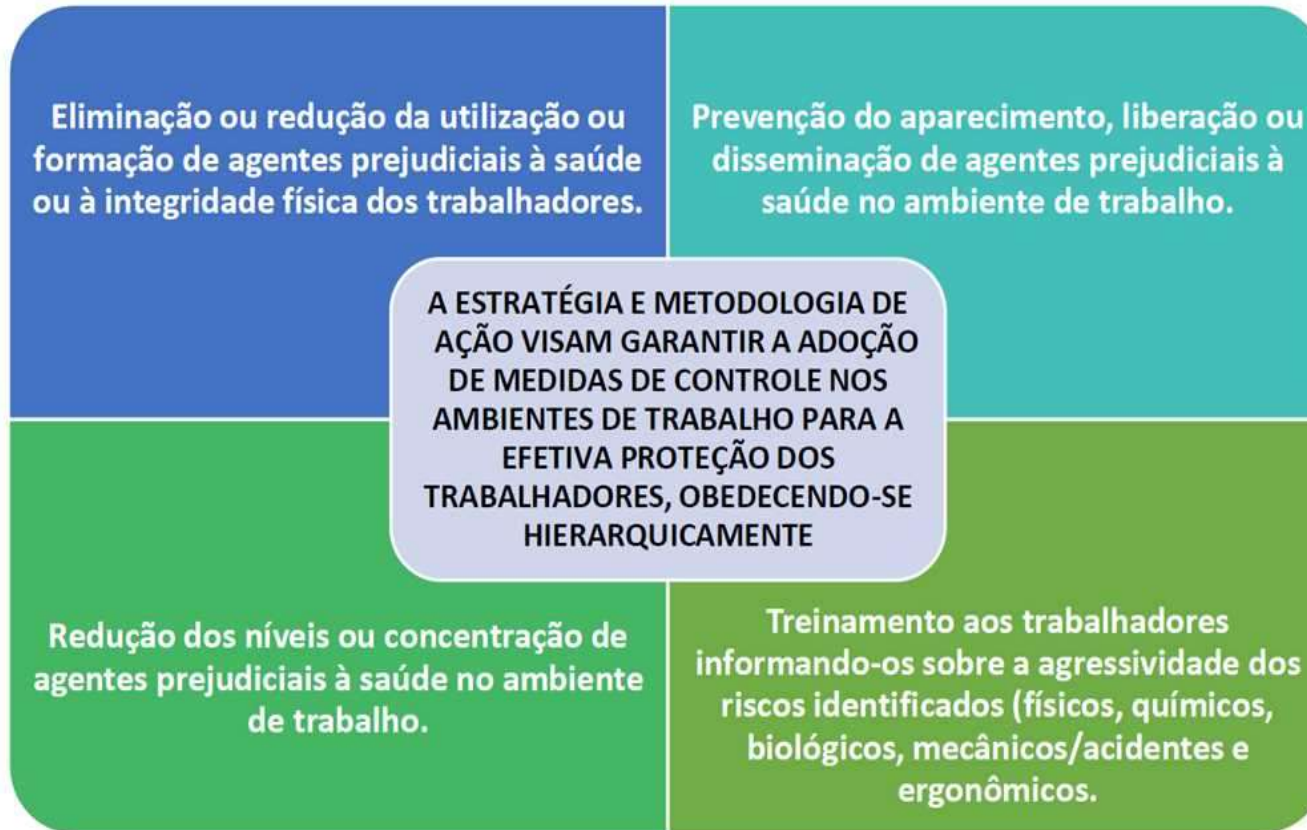 Eliminação ou redução da utilização ou
formação de agentes prejudiciais à saúde
ou à integridade física dos trabalhadores.
Prevenção do aparecimento, liberação ou
disseminação de agentes prejudiciais à
saúde no ambiente de trabalho.
A ESTRATÉGIA E METODOLOGIA DE
AÇÃO VISAM GARANTIR A ADOÇÃO
DE MEDIDAS DE CONTROLE NOS
AMBIENTES DE TRABALHO PARA A
EFETIVA PROTEÇÃO DOS
TRABALHADORES, OBEDECENDO-SE
HIERARQUICAMENTE
Redução dos níveis ou concentração de
agentes prejudiciais à saúde no ambiente
de trabalho.
Treinamento aos trabalhadores
informando-os sobre a agressividade dos
riscos identificados (físicos, químicos,
biológicos, mecânicos/acidentes e
ergonômicos.